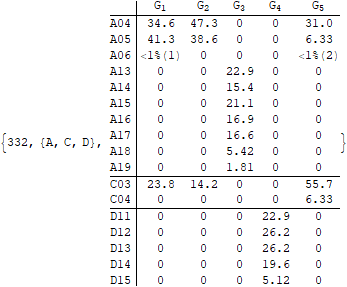 G₁ G₂ G₃ G₄ G₅
A04 34.6 47.3 0 0 31.0
A05 41.3 38.6 0 0 6.33
A06 <1%(1) 0 0 0 <1%(2)
A13 0 0 22.9 0 0
A14 0 0 15.4 0 0
A15 0 0 21.1 0 0
A16 0 0 16.9 0 0
A17 0 0 16.6 0 0
{332, {A, C, D}, A18 0 0 5.42 0 0 }
A19 0 0 1.81 0 0
C03 23.8 14.2 0 0 55.7
C04 0 0 0 0 6.33
D11 0 0 0 22.9 0
D12 0 0 0 26.2 0
D13 0 0 0 26.2 0
D14 0 0 0 19.6 0
D15 0 0 0 5.12 0